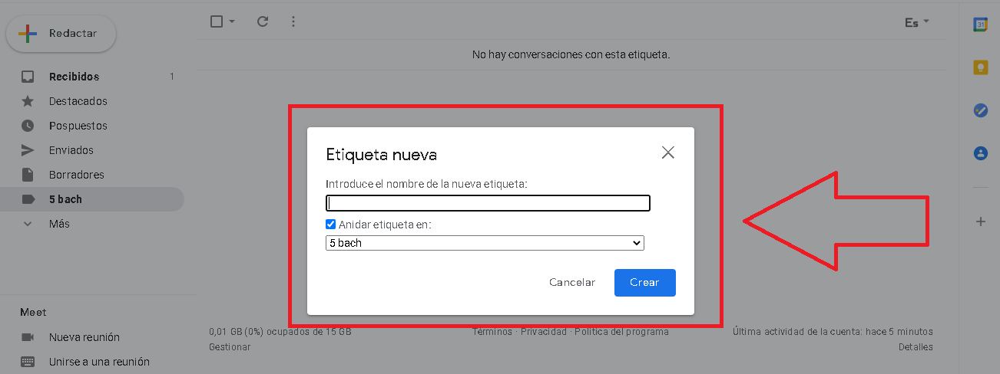 Redactar
Es
Recibidos 1
Destacados
Pospuestos
Enviados
Borradores
5 bach
Más
No hay conversaciones con esta etiqueta.
31
Etiqueta nueva
Introduce el nombre de la nueva etiqueta:
Anidar etiqueta en:
5 bach
Cancelar
Crear
Meet
Nueva reunión
Unirse a una reunión
0,01 GB (0%) ocupados de 15 GB
Gestionar
Términos · Privacidad · Política del programa
Última actividad de la cuenta: hace 5 minutos
Detalles